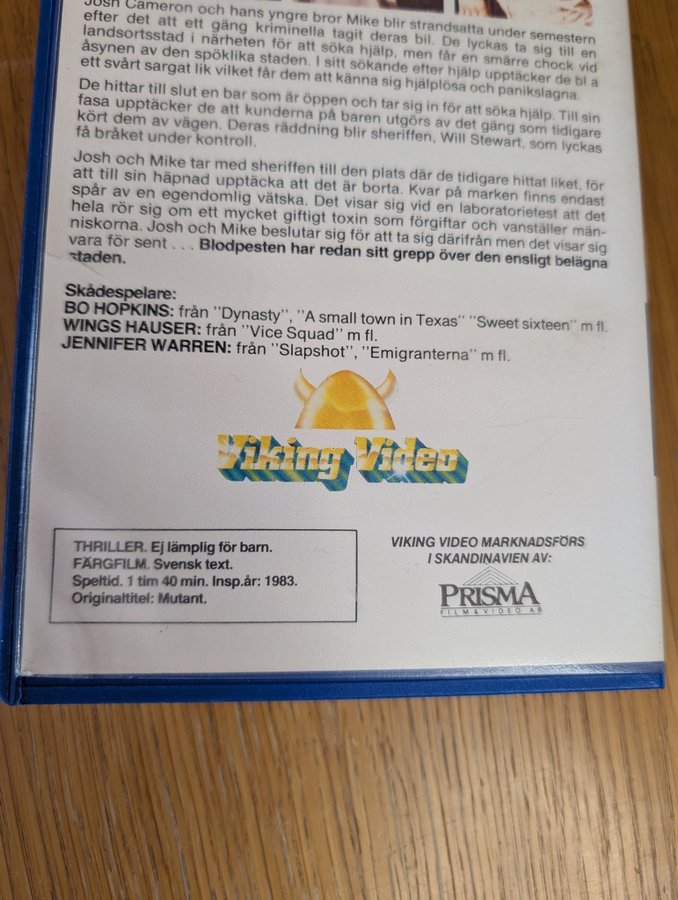 Josh Cameron och hans yngre bror Mike blir strandsatta under semestern
efter det att ett gäng kriminella tagit deras bil. De lyckas ta sig till en
landsortsstad i närheten för att söka hjälp, men får en smärre chock vid
åsynen av den spöklika staden. I sitt sökande efter hjälp upptäcker de bl a
ett svårt sargat lik vilket får dem att känna sig hjälplösa och panikslagna.
De hittar till slut en bar som är öppen och tar sig in för att söka hjälp. Till sin
fasa upptäcker de att kunderna på baren utgörs av det gäng som tidigare
kört dem av vägen. Deras räddning blir sheriffen, Will Stewart, som lyckas
få bråket under kontroll.
Josh och Mike tar med sheriffen till den plats där de tidigare hittat liket, för
att till sin häpnad upptäcka att det är borta. Kvar på marken finns endast
spår av en egendomlig vätska. Det visar sig vid en laboratorietest att det
hela rör sig om ett mycket giftigt toxin som förgiftar och vanställer män-
niskorna. Josh och Mike beslutar sig för att ta sig därifrån men det visar sig
vara för sent . . . Blodpesten har redan sitt grepp över den ensligt belägna
staden.
Skådespelare:
BO HOPKINS: från "Dynasty", "A small town in Texas" "Sweet sixteen" m fl.
WINGS HAUSER: från "Vice Squad" m fl.
JENNIFER WARREN: från "Slapshot", "Emigranterna" m fl.
Viking Video
THRILLER. Ej lämplig för barn.
FÄRGFILM. Svensk text.
Speltid. 1 tim 40 min. Insp.år: 1983.
Originaltitel: Mutant.
VIKING VIDEO MARKNADSFÖRS
I SKANDINAVIEN AV:
PRISMA
FILM & VIDEO AB